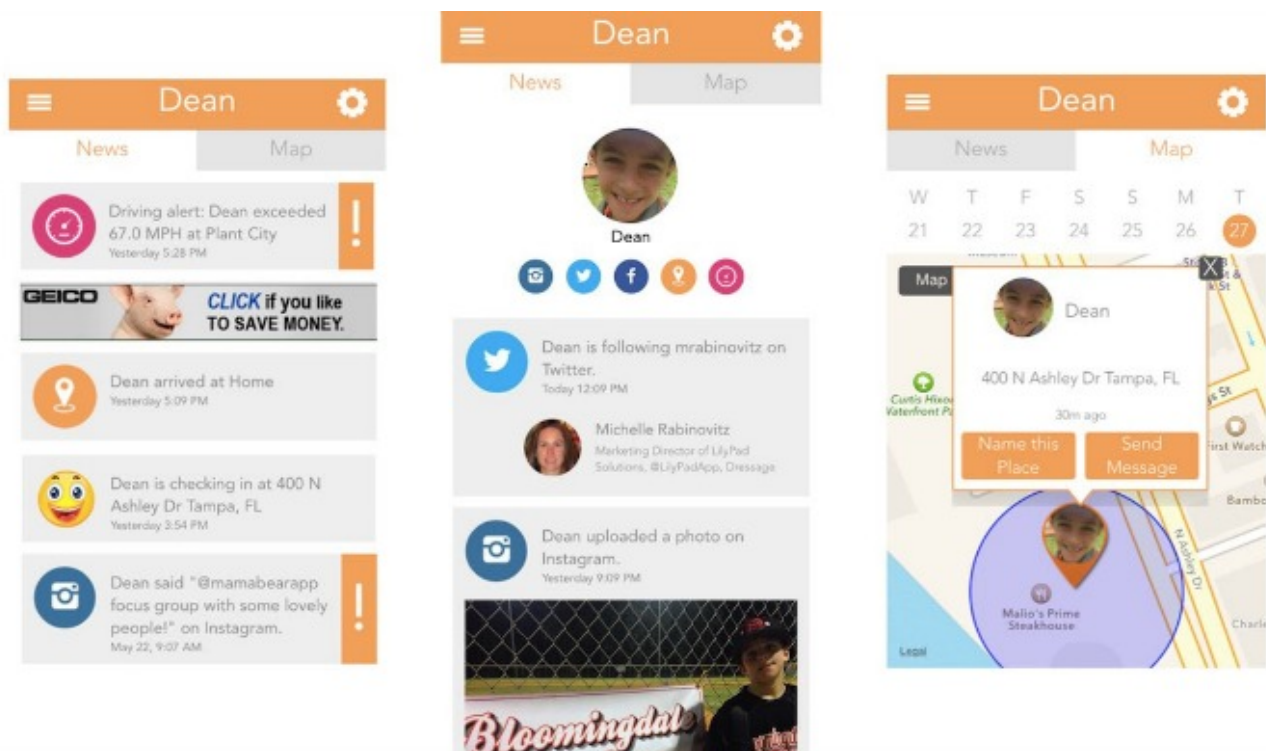 Dean
News Map
Driving alert: Dean exceeded
67.0 MPH at Plant City
Yesterday 5:28 PM
!
GEICO
CLICK if you like
TO SAVE MONEY.
Dean arrived at Home
Yesterday 5:09 PM
Dean is checking in at 400 N
Ashley Dr Tampa, FL
Yesterday 3:54 PM
Dean said "@mamabearapp
focus group with some lovely
people!" on Instagram.
May 22, 9:07 AM
!
Dean
News Map
Dean
Dean is following mrabinovitz on
Twitter.
Today 12:09 PM
Michelle Rabinovitz
Marketing Director of LilyPad
Solutions, @LilyPadApp, Dressage
Dean uploaded a photo on
Instagram.
Yesterday 9:09 PM
Bloomingdale
Dean
News Map
W T F S S M T
21 22 23 24 25 26 27
Map
X
Dean
400 N Ashley Dr Tampa, FL
30m ago
Name this
Place
Send
Message
Curtis
Waterfront
First Watch
N Ashley Dr
Malio's Prime
Steakhouse
Legal